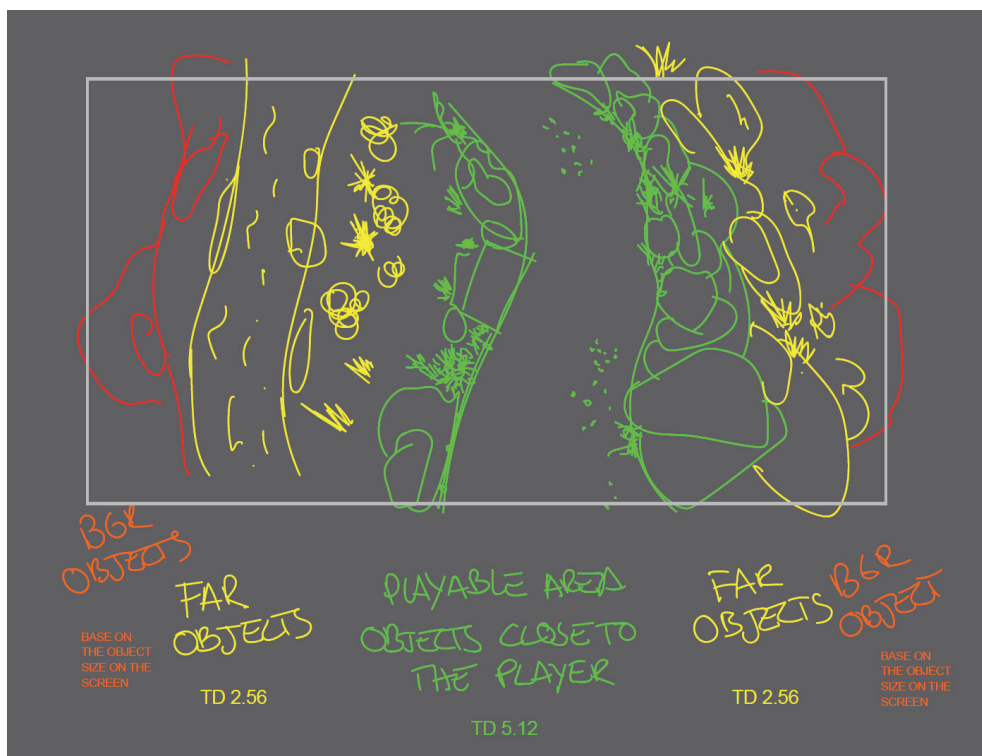 BGR
OBJECTS
BASE ON
THE OBJECT
SIZE ON THE
SCREEN
FAR
OBJECTS
TD 2.56
PLAYABLE AREA
OBJECTS CLOSE TO
THE PLAYER
TD 5.12
FAR
OBJECTS
TD 2.56
BGR
OBJECT
BASE ON
THE OBJECT
SIZE ON THE
SCREEN